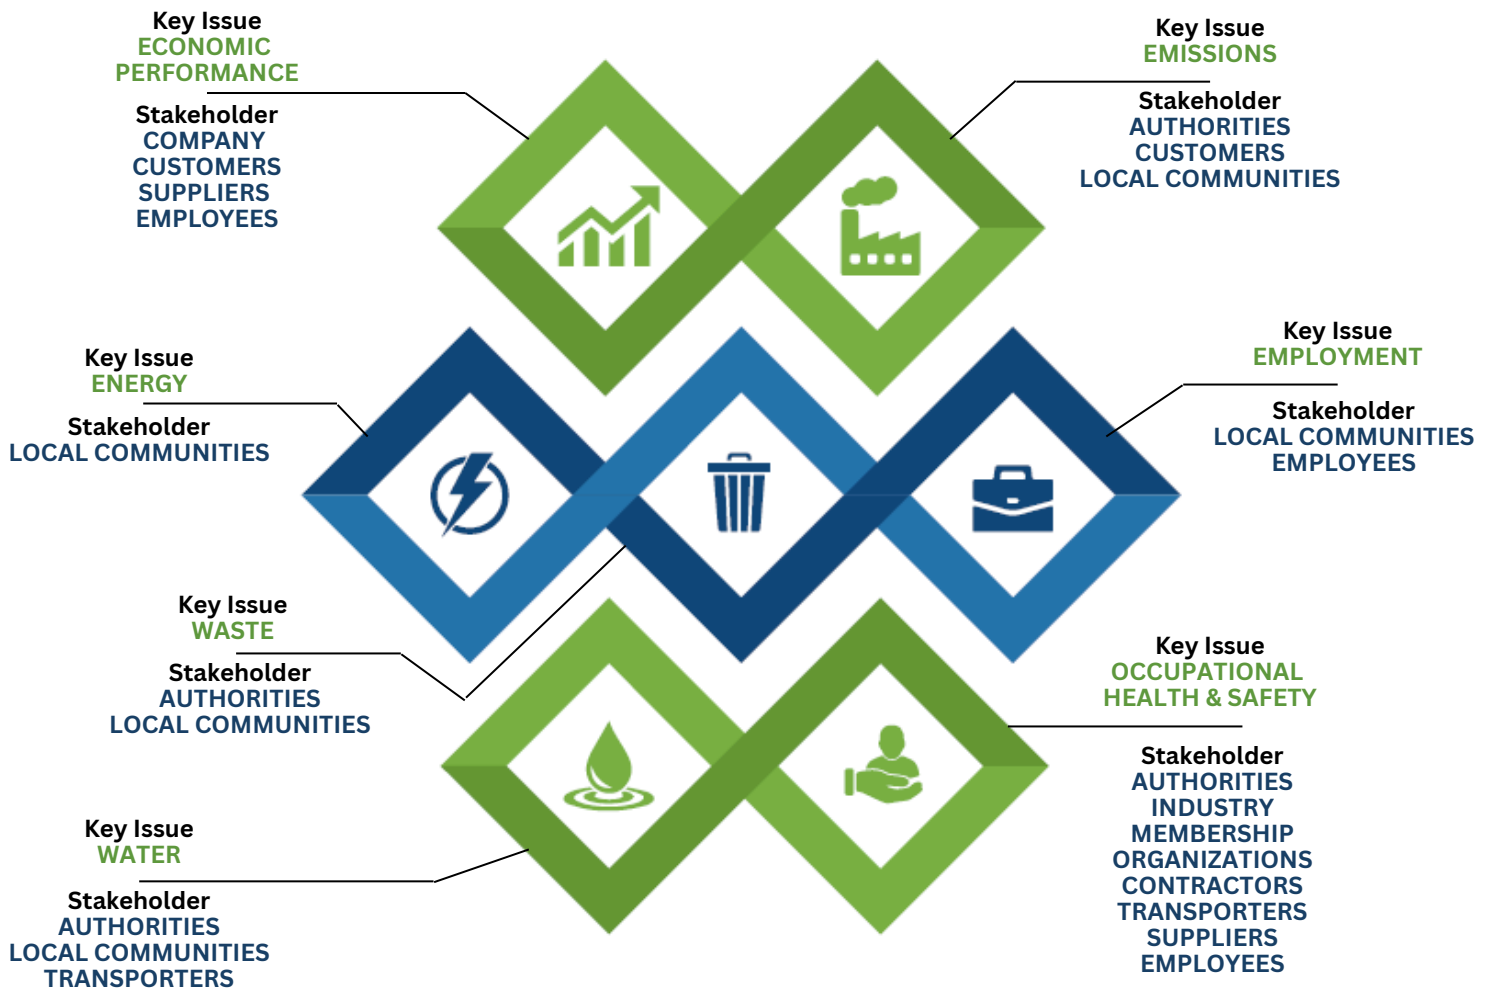 Key Issue
ECONOMIC
PERFORMANCE
Stakeholder
COMPANY
CUSTOMERS
SUPPLIERS
EMPLOYEES
Key Issue
EMISSIONS
Stakeholder
AUTHORITIES
CUSTOMERS
LOCAL COMMUNITIES
Key Issue
ENERGY
Stakeholder
LOCAL COMMUNITIES
Key Issue
EMPLOYMENT
Stakeholder
LOCAL COMMUNITIES
EMPLOYEES
Key Issue
WASTE
Stakeholder
AUTHORITIES
LOCAL COMMUNITIES
Key Issue
OCCUPATIONAL
HEALTH & SAFETY
Stakeholder
AUTHORITIES
INDUSTRY
MEMBERSHIP
ORGANIZATIONS
CONTRACTORS
TRANSPORTERS
SUPPLIERS
EMPLOYEES
Key Issue
WATER
Stakeholder
AUTHORITIES
LOCAL COMMUNITIES
TRANSPORTERS